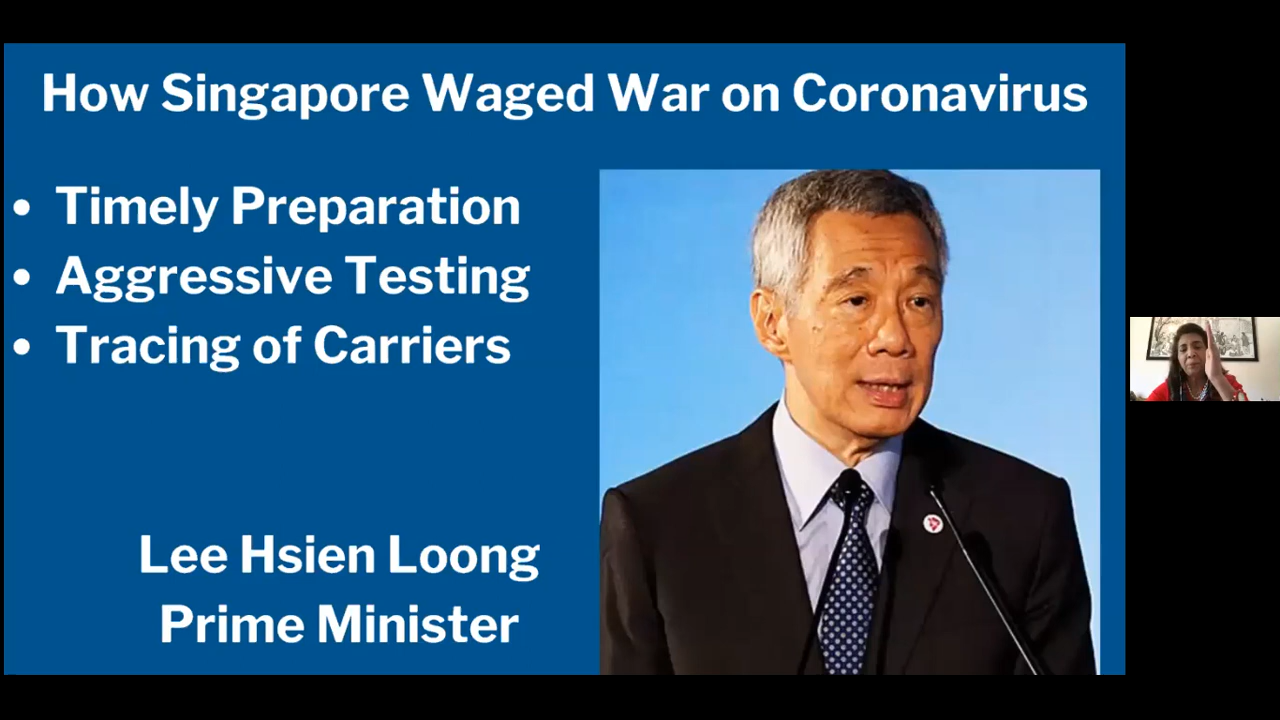 How Singapore Waged War on Coronavirus
• Timely Preparation
• Aggressive Testing
• Tracing of Carriers
Lee Hsien Loong
Prime Minister